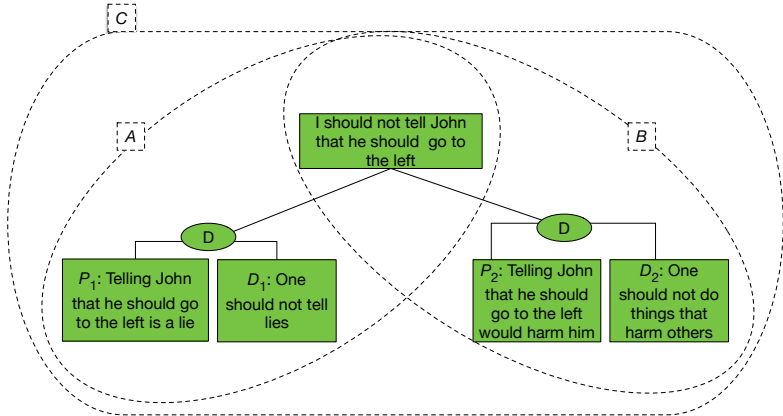 C
A
B
I should not tell John
that he should go to
the left
D
D
P1: Telling John
that he should go
to the left is a lie
D1: One
should not tell
lies
P2: Telling John
that he should
go to the left
would harm him
D2: One
should not do
things that
harm others